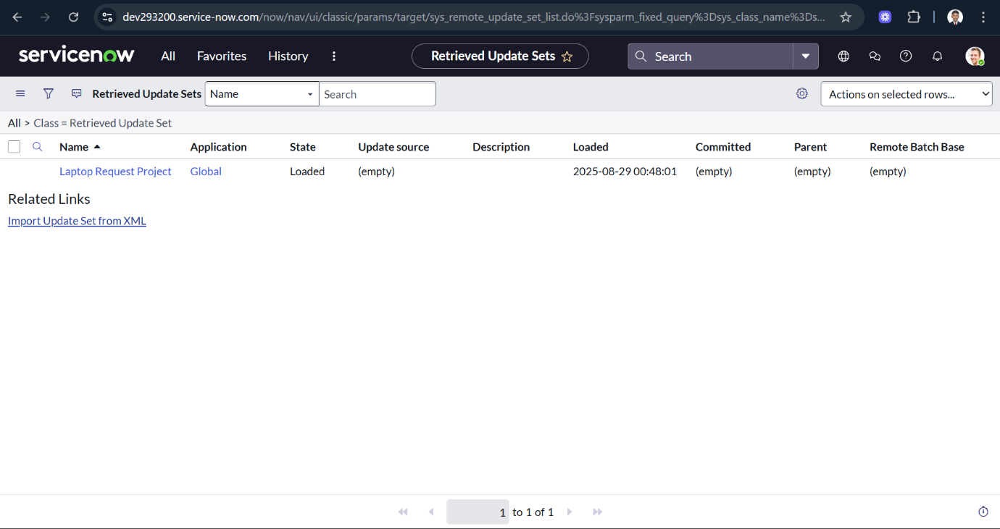 dev293200.service-now.com/now/nav/ui/classic/params/target/sys_remote_update_set_list.do%3Fsysparm_fixed_query%3Dsys_class_name%3Ds...
servicenow All Favorites History Retrieved Update Sets Search
Retrieved Update Sets Name Search Actions on selected rows...
All > Class = Retrieved Update Set
Name Application State Update source Description Loaded Committed Parent Remote Batch Base
Laptop Request Project Global Loaded (empty) 2025-08-29 00:48:01 (empty) (empty) (empty)
Related Links
Import Update Set from XML
1 to 1 of 1